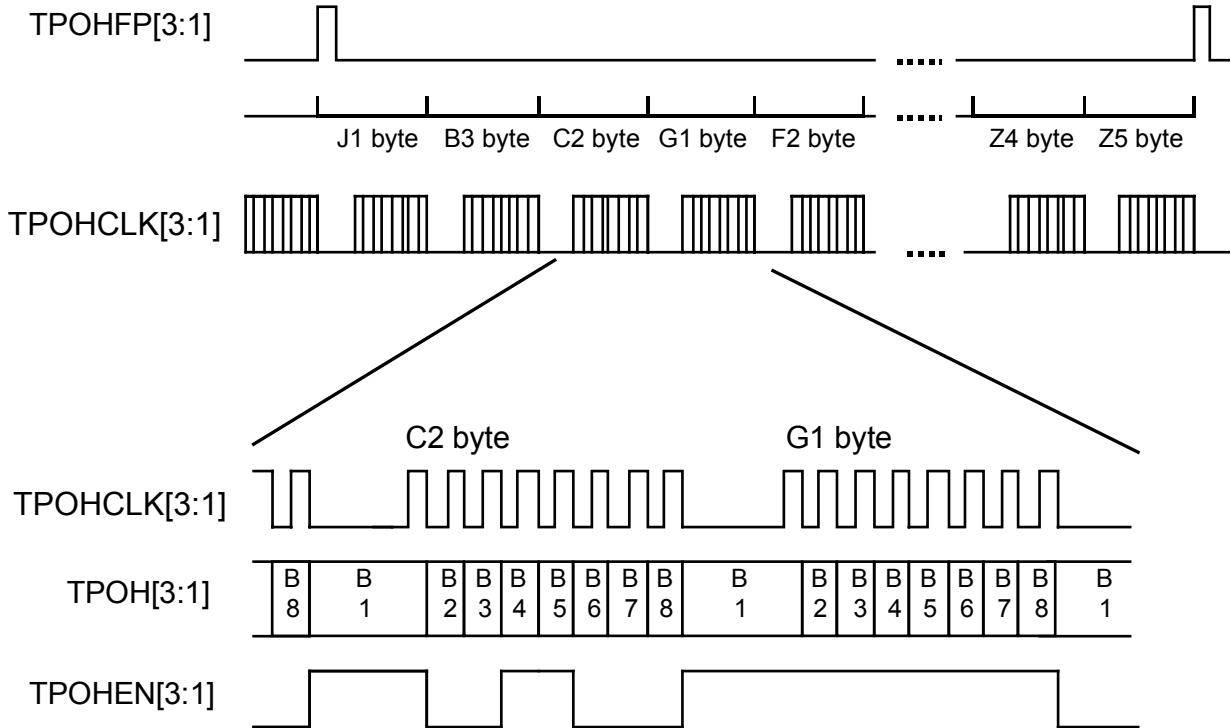 TPOHFP[3:1]
J1 byte B3 byte C2 byte G1 byte F2 byte Z4 byte Z5 byte
TPOHCLK[3:1]
C2 byte G1 byte
TPOHCLK[3:1]
TPOH[3:1]
B B B B B B B B B B B B B B B B B B
8 1 2 3 4 5 6 7 8 1 2 3 4 5 6 7 8 1
TPOHEN[3:1]